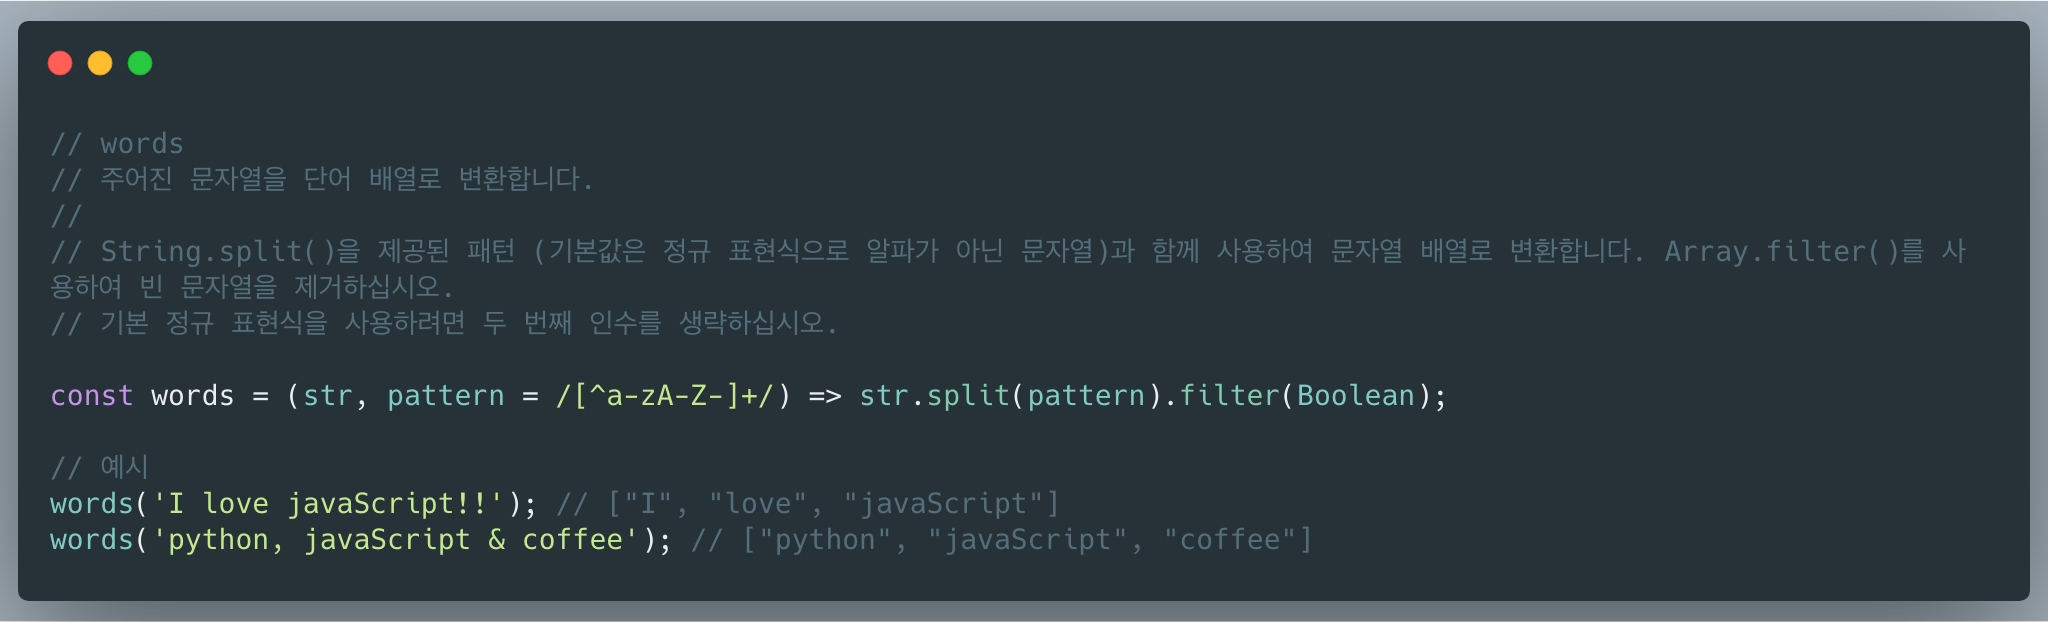 // words
// 주어진 문자열을 단어 배열로 변환합니다.
//
// String.split()을 제공된 패턴 (기본값은 정규 표현식으로 알파가 아닌 문자열)과 함께 사용하여 문자열 배열로 변환합니다. Array.filter()를 사
용하여 빈 문자열을 제거하십시오.
// 기본 정규 표현식을 사용하려면 두 번째 인수를 생략하십시오.
const words = (str, pattern = /[^a-zA-Z-]+/) => str.split(pattern).filter(Boolean);
// 예시
words('I love javaScript!!'); // ["I", "love", "javaScript"]
words('python, javaScript & coffee'); // ["python", "javaScript", "coffee"]